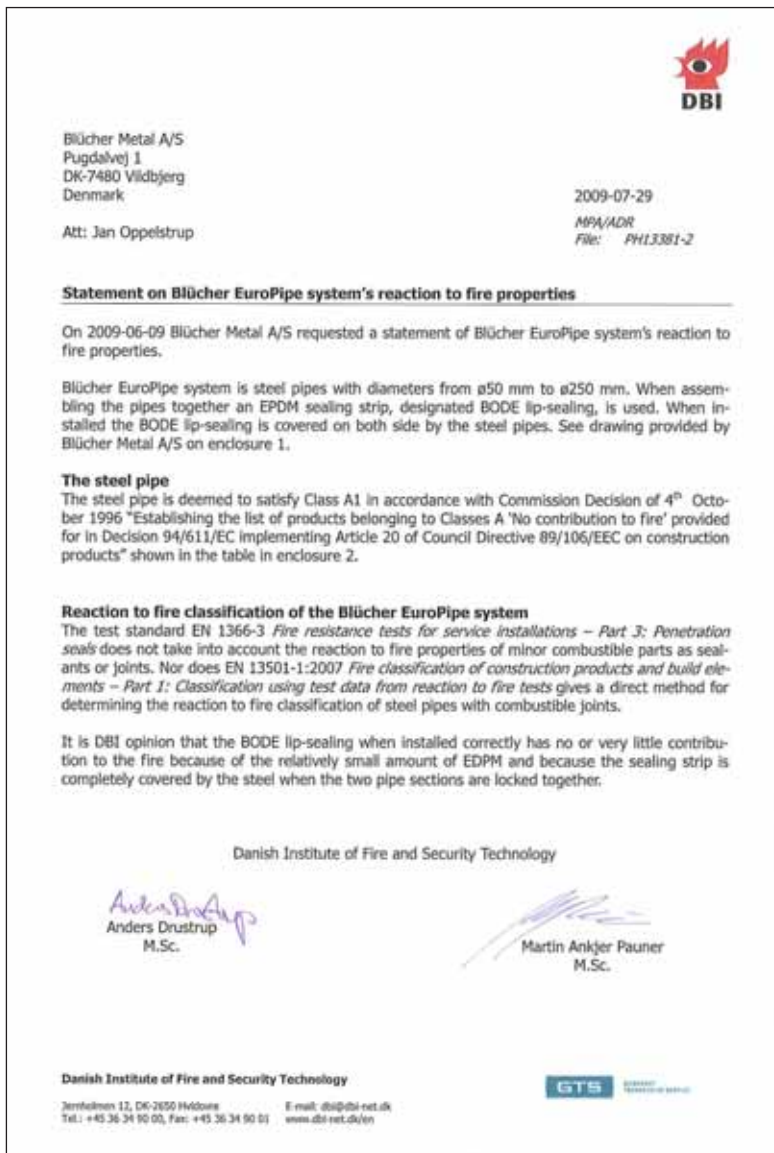 DBI
Blücher Metal A/S
Pugdalvej 1
DK-7480 Vildbjerg
Denmark
2009-07-29
Att: Jan Oppelstrup
MPA/ADR
File: PH13381-2
Statement on Blücher EuroPipe system's reaction to fire properties
On 2009-06-09 Blücher Metal A/S requested a statement of Blücher EuroPipe system's reaction to
fire properties.
Blücher EuroPipe system is steel pipes with diameters from ø50 mm to ø250 mm. When assem-
bling the pipes together an EPDM sealing strip, designated BODE lip-sealing, is used. When in-
stalled the BODE lip-sealing is covered on both side by the steel pipes. See drawing provided by
Blücher Metal A/S on enclosure 1.
The steel pipe
The steel pipe is deemed to satisfy Class A1 in accordance with Commission Decision of 4th Octo-
ber 1996 "Establishing the list of products belonging to Classes A 'No contribution to fire' provided
for in Decision 94/611/EC implementing Article 20 of Council Directive 89/106/EEC on construction
products" shown in the table in enclosure 2.
Reaction to fire classification of the Blücher EuroPipe system
The test standard EN 1366-3 Fire resistance tests for service installations – Part 3: Penetration
seals does not take into account the reaction to fire properties of minor combustible parts as seal-
ants or joints. Nor does EN 13501-1:2007 Fire classification of construction products and build ele-
ments – Part 1: Classification using test data from reaction to fire tests gives a direct method for
determining the reaction to fire classification of steel pipes with combustible joints.
It is DBI opinion that the BODE lip-sealing when installed correctly has no or very little contribu-
tion to the fire because of the relatively small amount of EDPM and because the sealing strip is
completely covered by the steel when the two pipe sections are locked together.
Danish Institute of Fire and Security Technology
Anders Drustrup
M.Sc.
Martin Ankjer Pauner
M.Sc.
Danish Institute of Fire and Security Technology
Jernholmen 12, DK-2650 Hvidovre E-mail: dbi@dbi-net.dk
Tel.: +45 36 34 90 00, Fax: +45 36 34 90 01 www.dbi-net.dk/en
GTS